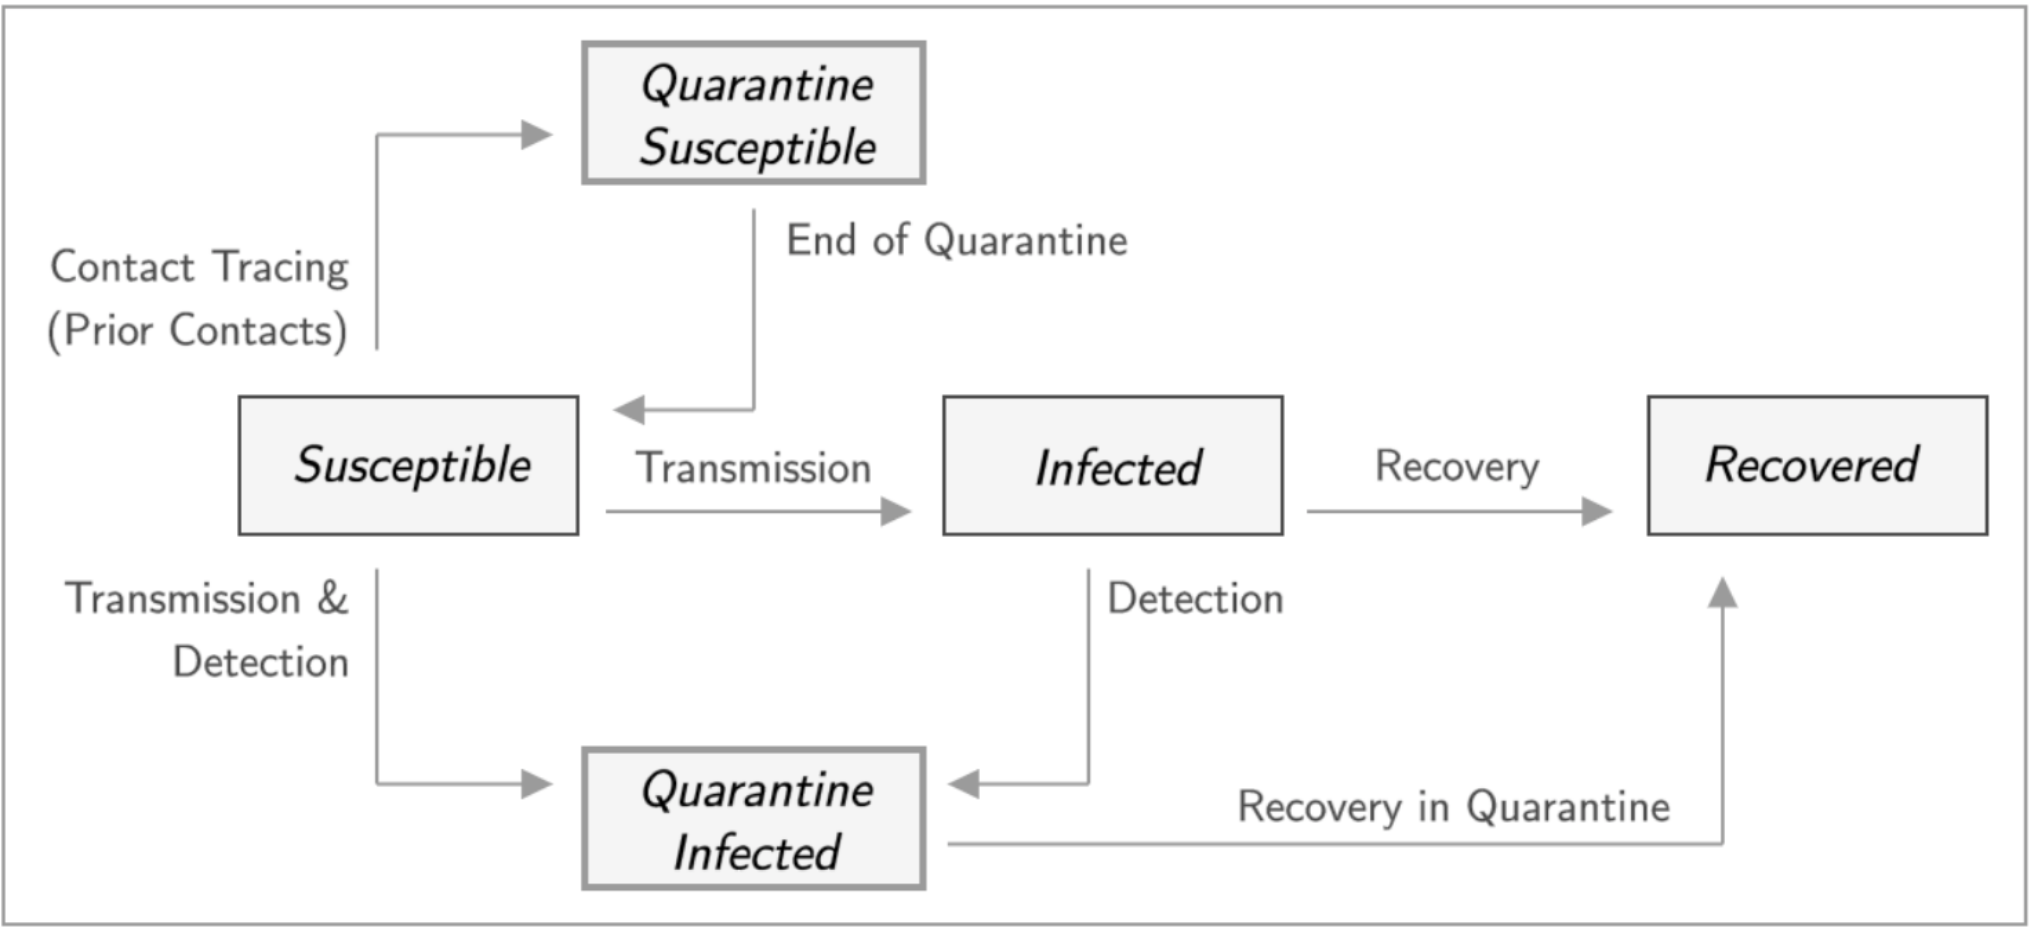 Quarantine
Susceptible
End of Quarantine
Contact Tracing
(Prior Contacts)
Susceptible
Transmission
Infected
Recovery
Recovered
Transmission &
Detection
Detection
Quarantine
Infected
Recovery in Quarantine